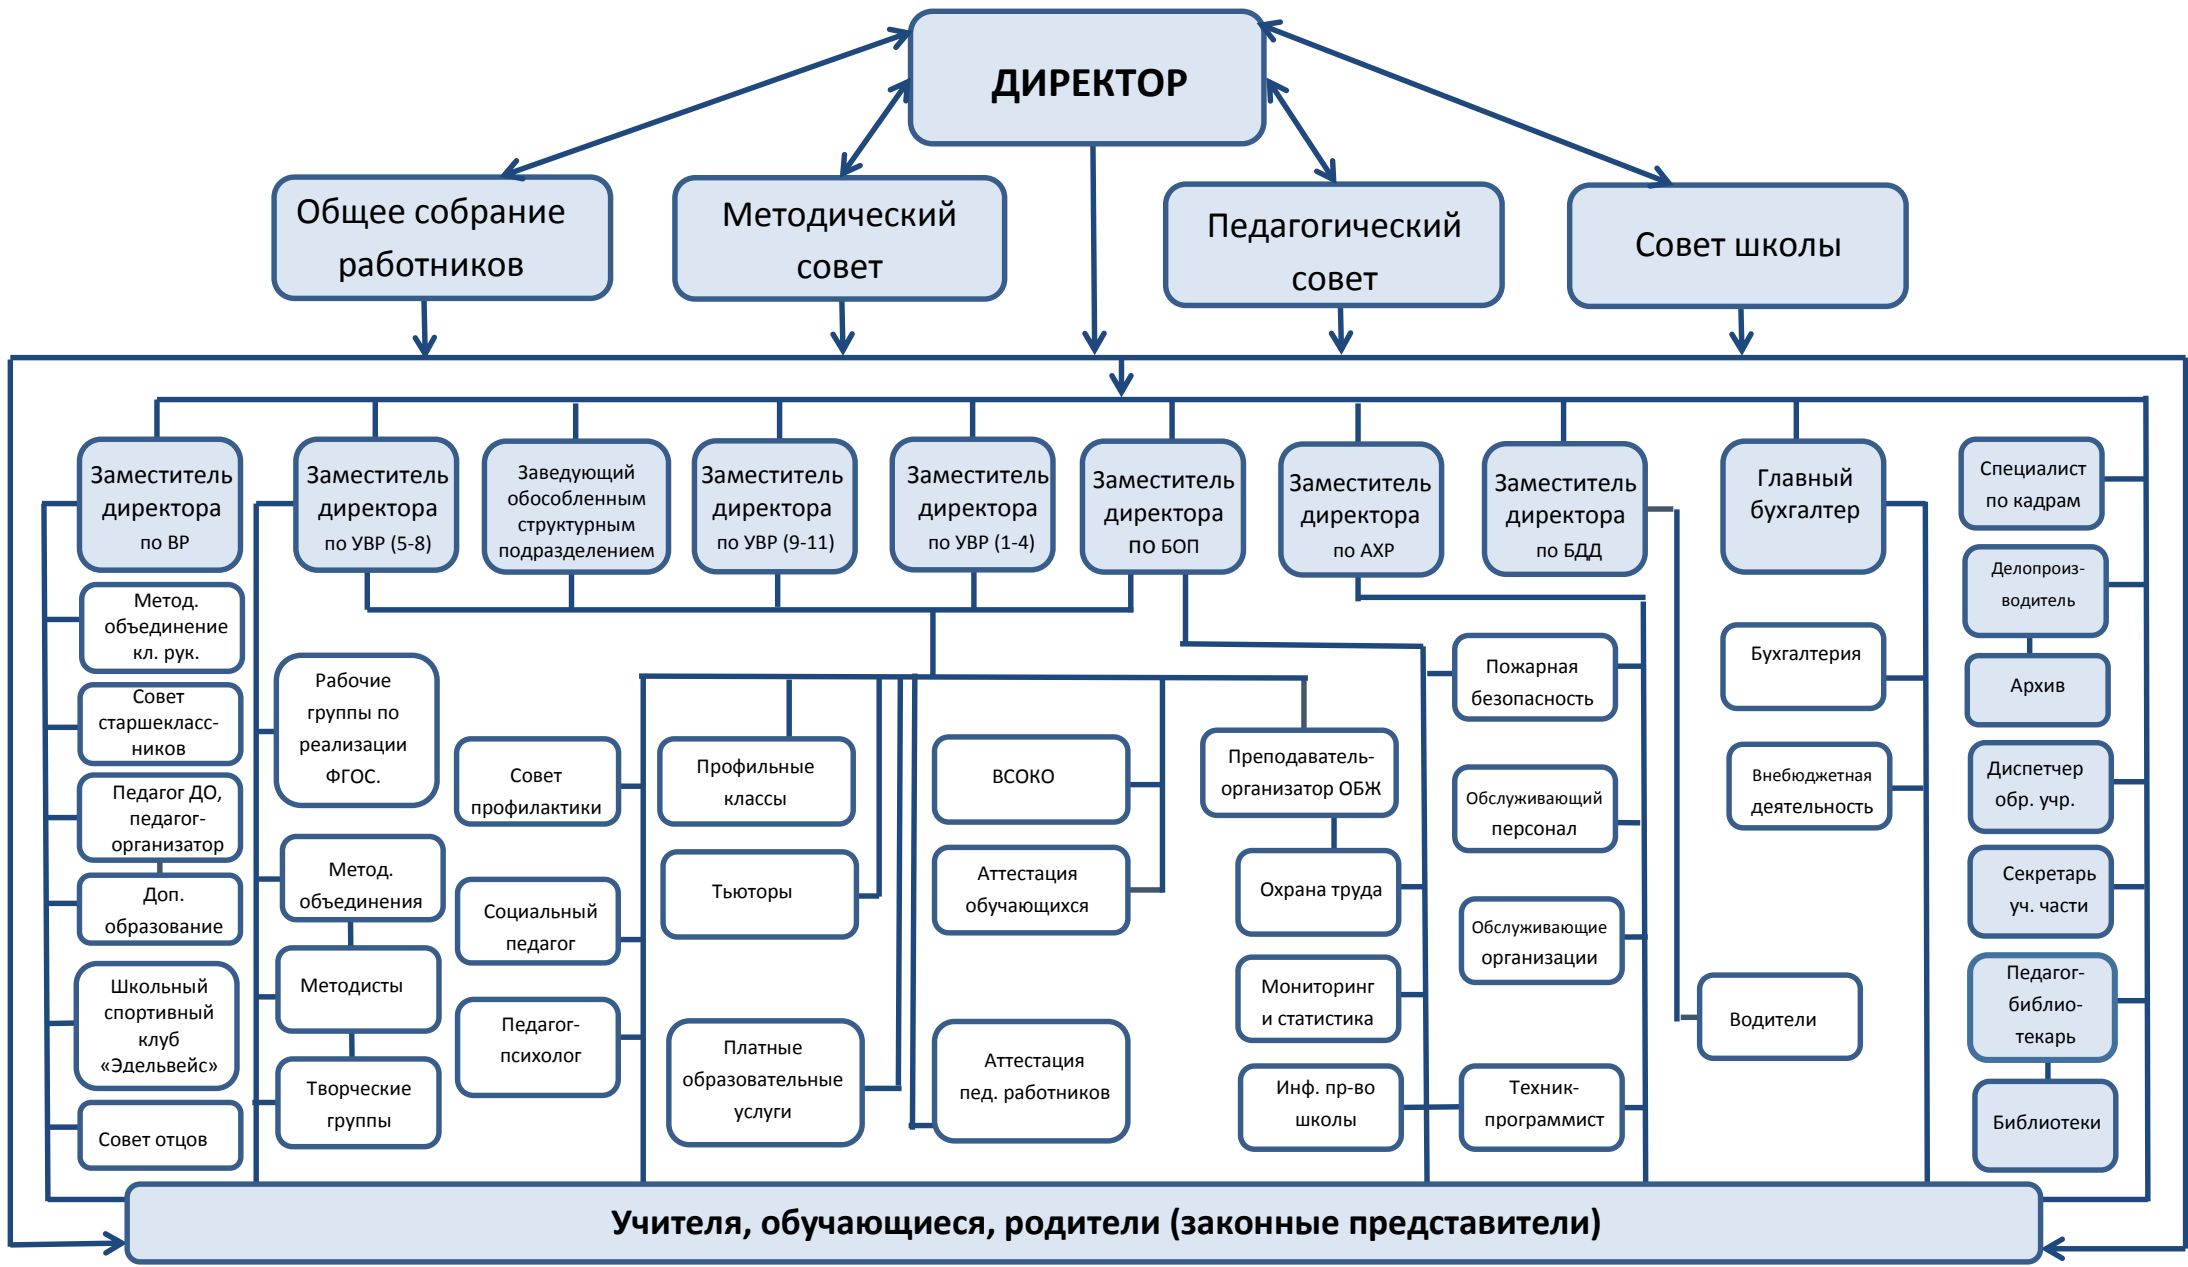 ДИРЕКТОР
Общее собрание
работников
Методический
совет
Педагогический
совет
Совет школы
Заместитель
директора
по ВР
Заместитель
директора
по УВР (5-8)
Заведующий
обособленным
структурным
подразделением
Заместитель
директора
по УВР (9-11)
Заместитель
директора
по УВР (1-4)
Заместитель
директора
по БОП
Заместитель
директора
по АХР
Заместитель
директора
по БДД
Главный
бухгалтер
Специалист
по кадрам
Метод.
объединение
кл. рук.
Совет
старшекласс-
ников
Педагог ДО,
педагог-
организатор
Доп.
образование
Школьный
спортивный
клуб
«Эдельвейс»
Совет отцов
Рабочие
группы по
реализации
ФГОС.
Метод.
объединения
Методисты
Творческие
группы
Совет
профилактики
Социальный
педагог
Педагог-
психолог
Профильные
классы
Тьюторы
Платные
образовательные
услуги
ВСОКО
Аттестация
обучающихся
Аттестация
пед. работников
Преподаватель-
организатор ОБЖ
Охрана труда
Мониторинг
и статистика
Инф. пр-во
школы
Пожарная
безопасность
Обслуживающий
персонал
Обслуживающие
организации
Техник-
программист
Водители
Бухгалтерия
Внебюджетная
деятельность
Делопроиз-
водитель
Архив
Диспетчер
обр. учр.
Секретарь
уч. части
Педагог-
библио-
текарь
Библиотеки
Учителя, обучающиеся, родители (законные представители)